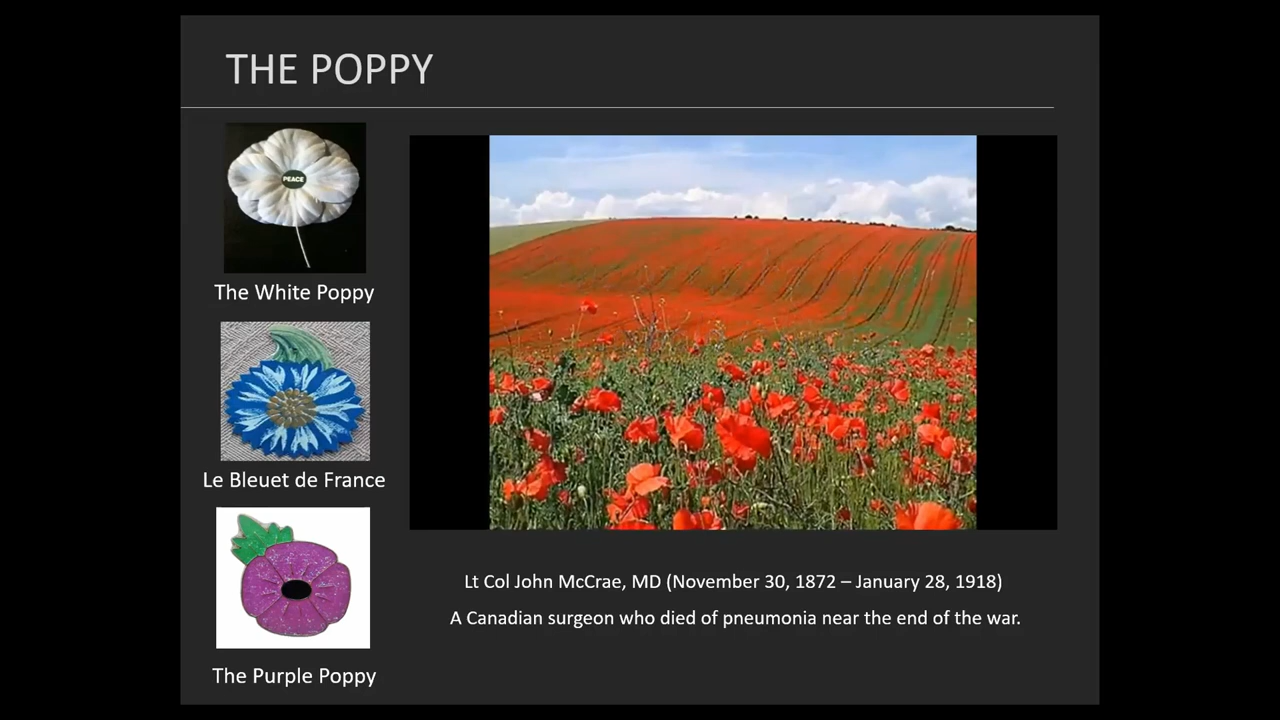 THE POPPY
PEACE
The White Poppy
Le Bleuet de France
The Purple Poppy
Lt Col John McCrae, MD (November 30, 1872 – January 28, 1918)
A Canadian surgeon who died of pneumonia near the end of the war.